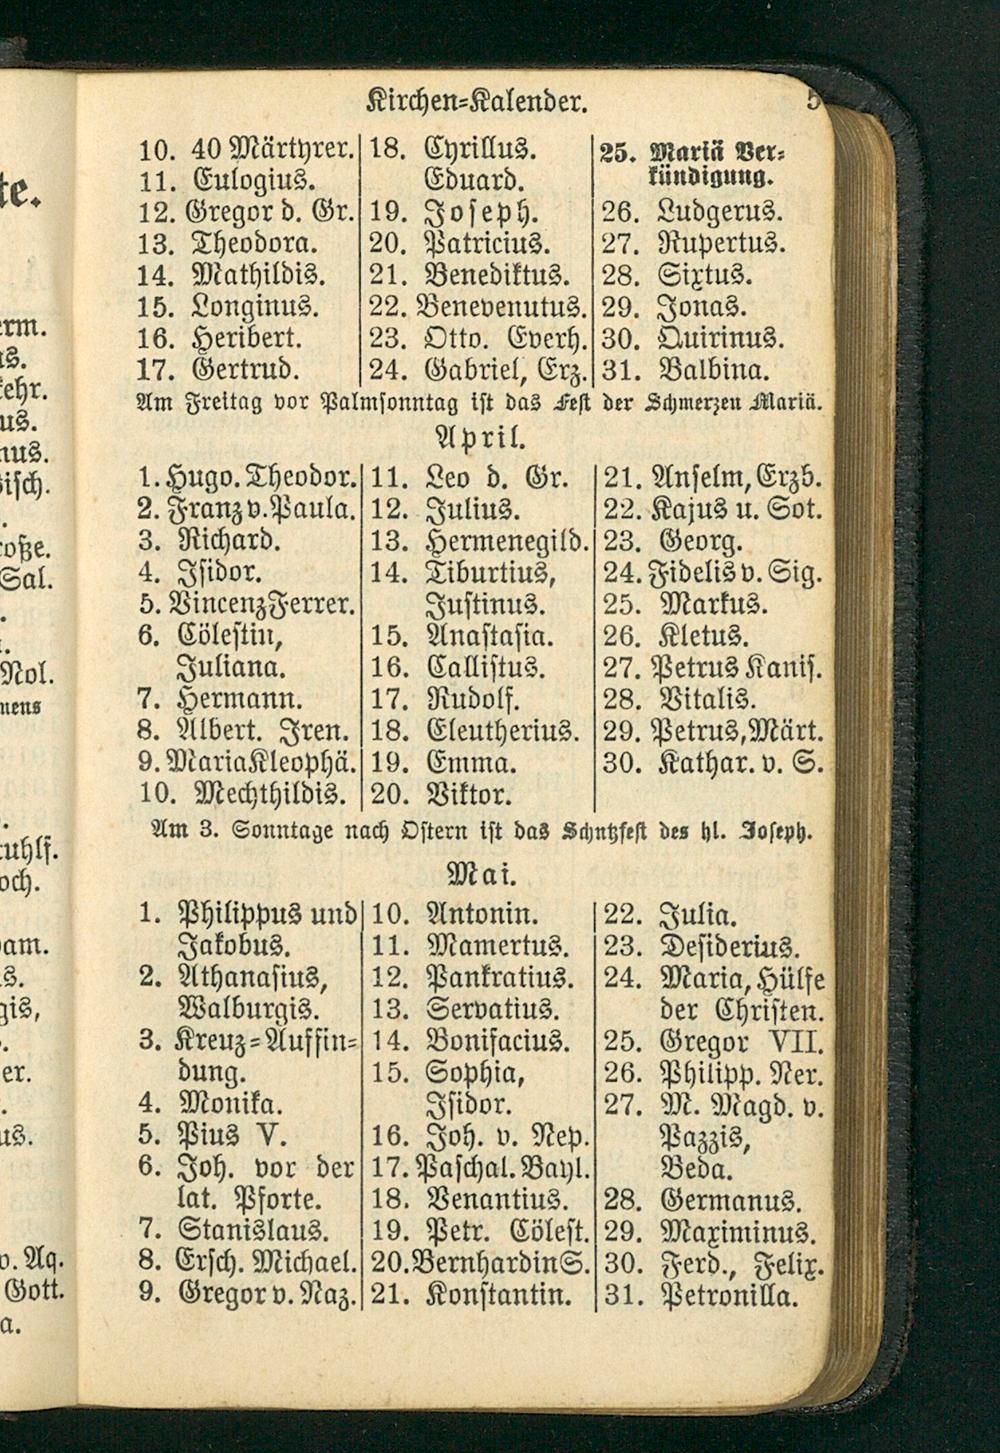 Kirchen=Kalender.
5
10. 40 Märtyrer.
11. Eulogius.
12. Gregor d. Gr.
13. Theodora.
14. Mathildis.
15. Longinus.
16. Heribert.
17. Gertrud.
18. Cyrillus.
Eduard.
19. Joseph.
20. Patricius.
21. Benediktus.
22. Benevenutus.
23. Otto. Everh.
24. Gabriel, Erz.
25. Mariä Ver=
kündigung.
26. Ludgerus.
27. Rupertus.
28. Sixtus.
29. Jonas.
30. Quirinus.
31. Balbina.
Am Freitag vor Palmsonntag ist das Fest der Schmerzen Mariä.
April.
1. Hugo. Theodor.
2. Franz v. Paula.
3. Richard.
4. Isidor.
5. Vincenz Ferrer.
6. Cölestin,
Juliana.
7. Hermann.
8. Albert. Iren.
9. Maria Kleophä.
10. Mechthildis.
11. Leo d. Gr.
12. Julius.
13. Hermenegild.
14. Tiburtius,
Justinus.
15. Anastasia.
16. Callistus.
17. Rudolf.
18. Eleutherius.
19. Emma.
20. Viktor.
21. Anselm, Erzb.
22. Kajus u. Sot.
23. Georg.
24. Fidelis v. Sig.
25. Markus.
26. Kletus.
27. Petrus Kanis.
28. Vitalis.
29. Petrus, Märt.
30. Kathar. v. S.
Am 3. Sonntage nach Ostern ist das Schutzfest des hl. Joseph.
Mai.
1. Philippus und
Jakobus.
2. Athanasius,
Walburgis.
3. Kreuz=Auffin=
dung.
4. Monika.
5. Pius V.
6. Joh. vor der
lat. Pforte.
7. Stanislaus.
8. Ersch. Michael.
9. Gregor v. Naz.
10. Antonin.
11. Mamertus.
12. Pankratius.
13. Servatius.
14. Bonifacius.
15. Sophia,
Isidor.
16. Joh. v. Nep.
17. Paschal. Bayl.
18. Venantius.
19. Petr. Cölest.
20. Bernhardin S.
21. Konstantin.
22. Julia.
23. Desiderius.
24. Maria, Hülfe
der Christen.
25. Gregor VII.
26. Philipp. Ner.
27. M. Magd. v.
Pazzis,
Beda.
28. Germanus.
29. Maximinus.
30. Ferd., Felix.
31. Petronilla.